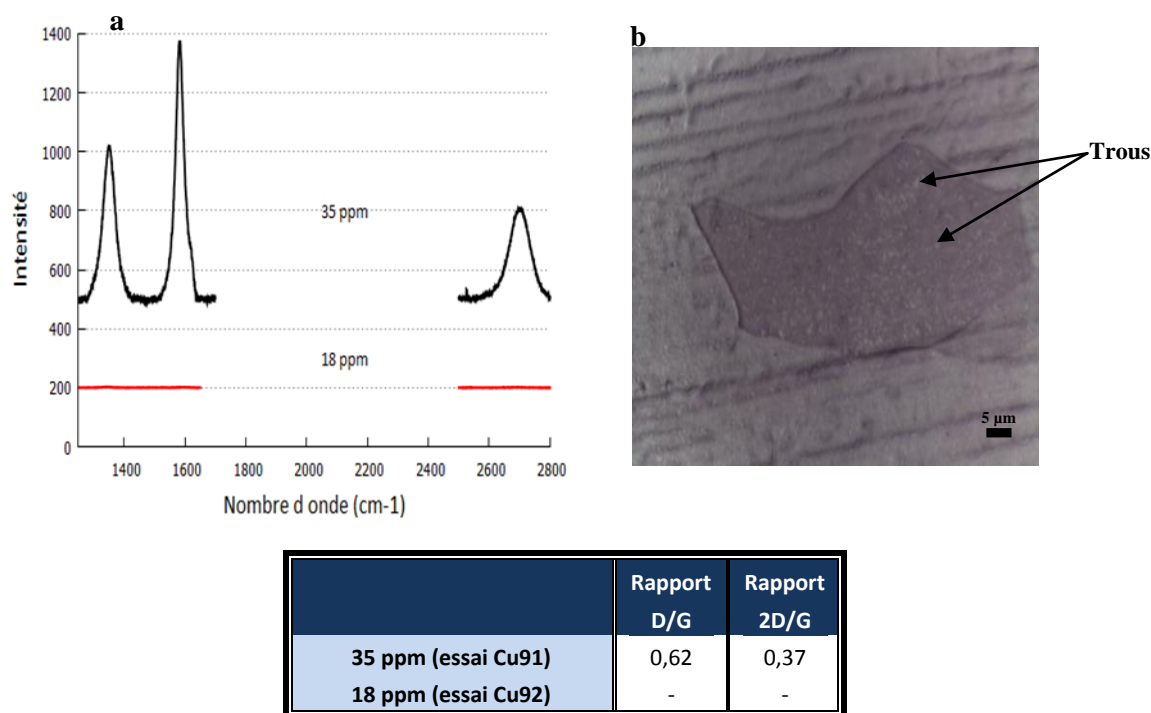 a
1400
1200
1000
800
600
400
200
0
35 ppm
18 ppm
1400 1600 1800 2000 2200 2400 2600 2800
Intensité
Nombre d onde (cm-1)
b
Trous
5 µm
Rapport D/G
Rapport 2D/G
35 ppm (essai Cu91) 0,62 0,37
18 ppm (essai Cu92) - -